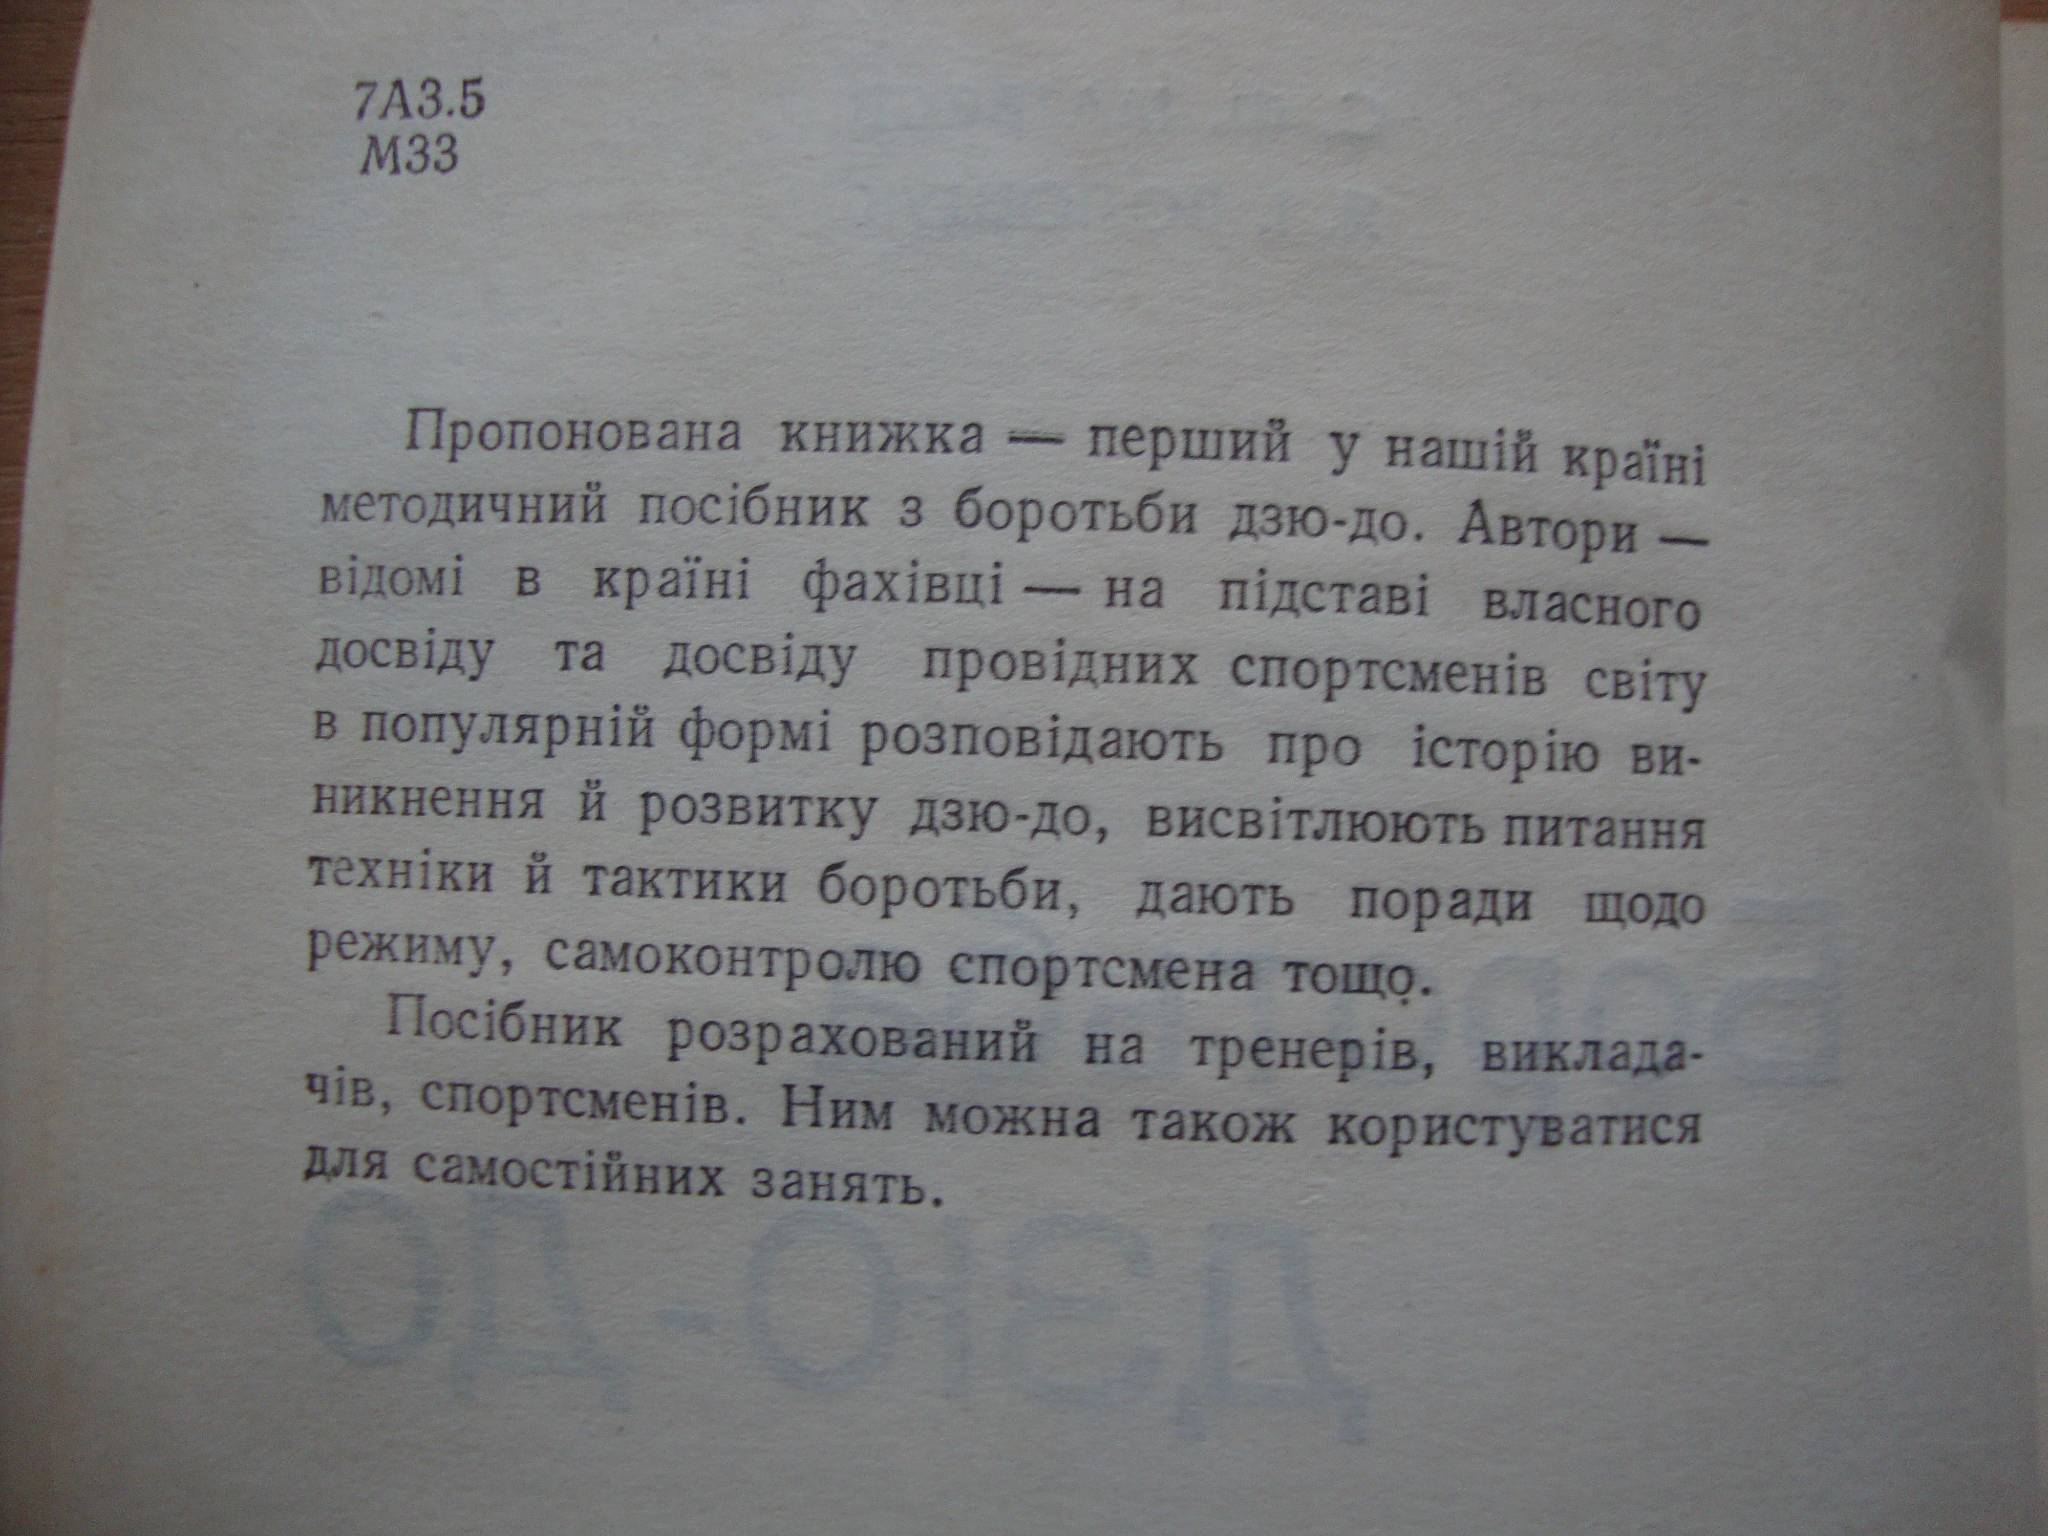 7А3.5
М33
Пропонована книжка — перший у нашій країні
методичний посібник з боротьби дзю-до. Автори —
відомі в країні фахівці — на підставі власного
досвіду та досвіду провідних спортсменів світу
в популярній формі розповідають про історію ви-
никнення й розвитку дзю-до, висвітлюють питання
техніки й тактики боротьби, дають поради щодо
режиму, самоконтролю спортсмена тощо.
Посібник розрахований на тренерів, виклада-
чів, спортсменів. Ним можна також користуватися
для самостійних занять.
ДЗЮ-ДО